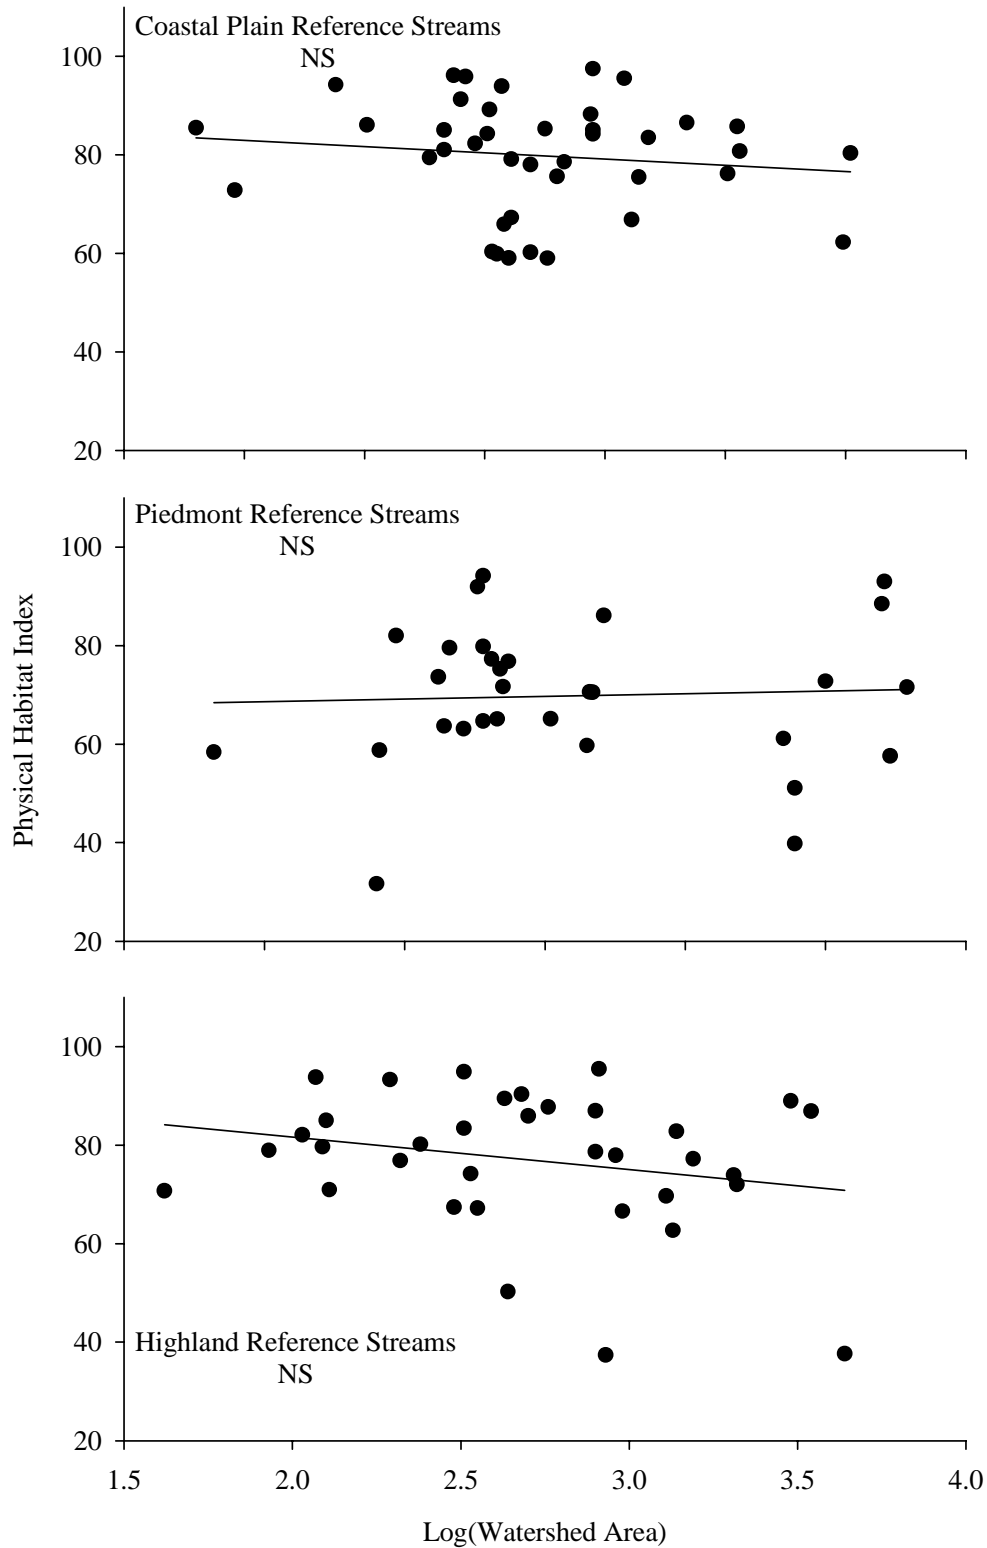 Coastal Plain Reference Streams
NS
100
80
60
40
20
Piedmont Reference Streams
NS
100
80
60
40
20
Physical Habitat Index
100
80
60
40
20
Highland Reference Streams
NS
1.5 2.0 2.5 3.0 3.5 4.0
Log(Watershed Area)